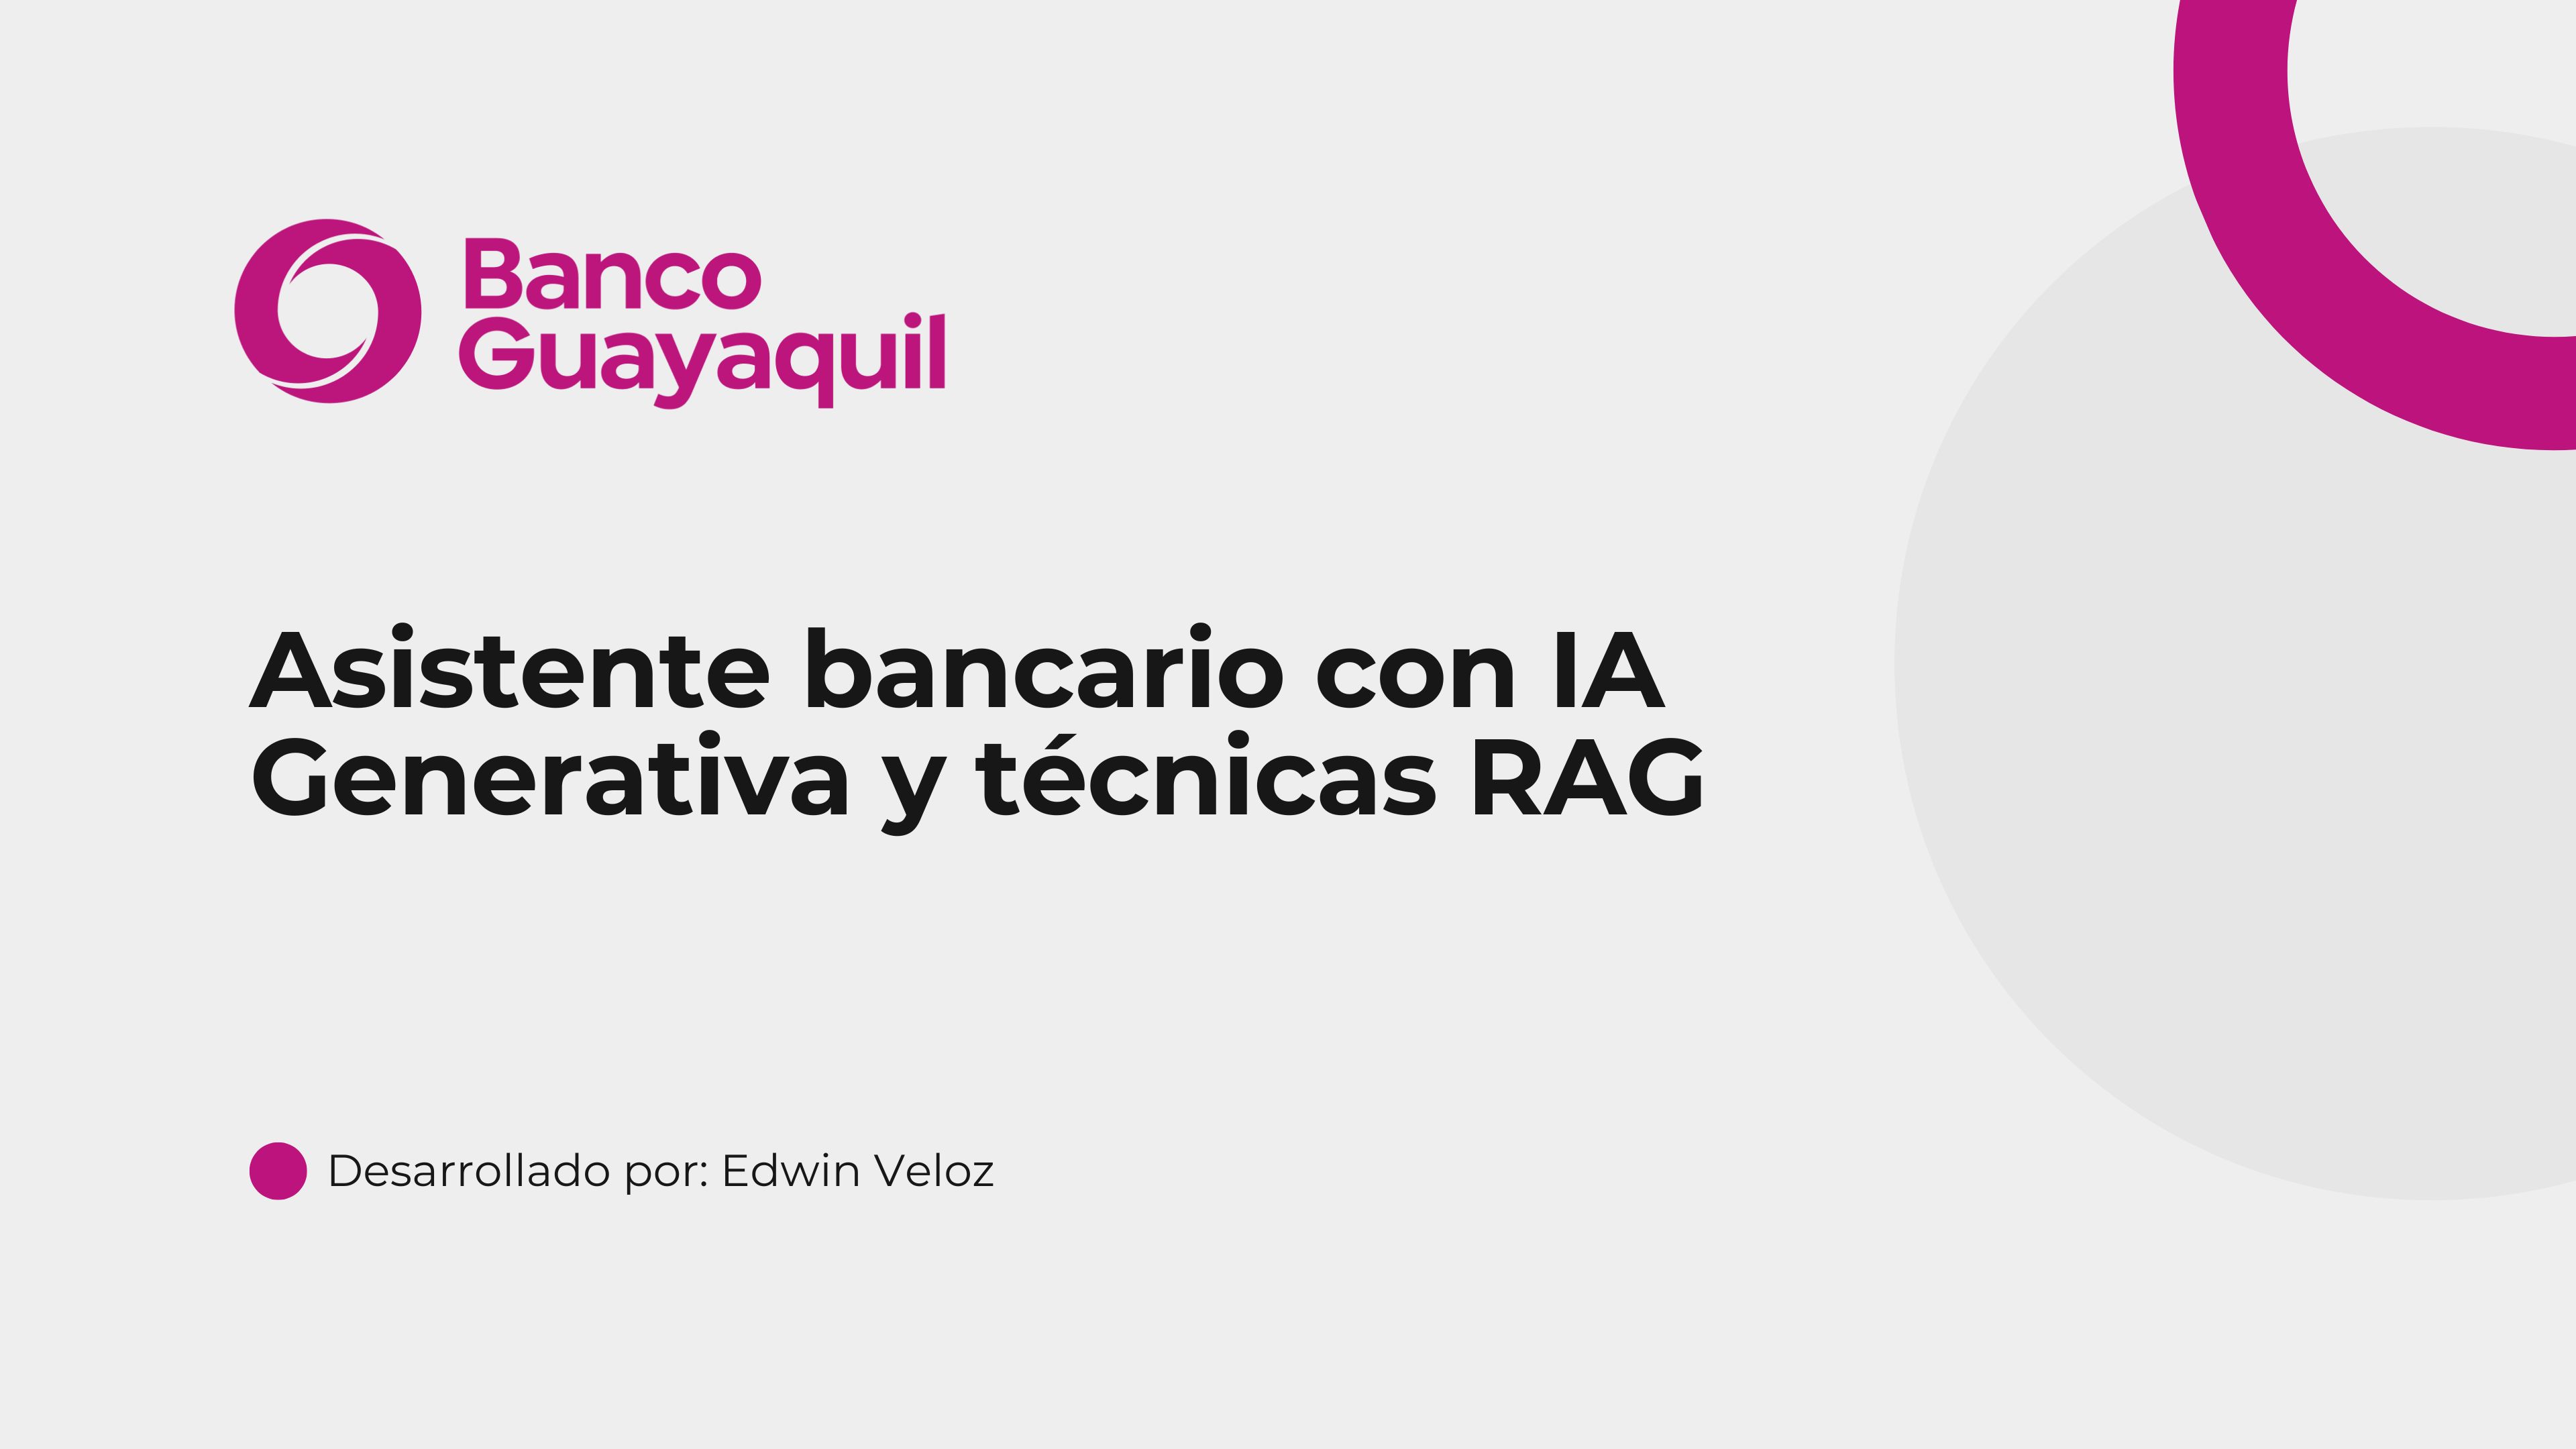 Banco
Guayaquil
Asistente bancario con IA
Generativa y técnicas RAG
Desarrollado por: Edwin Veloz